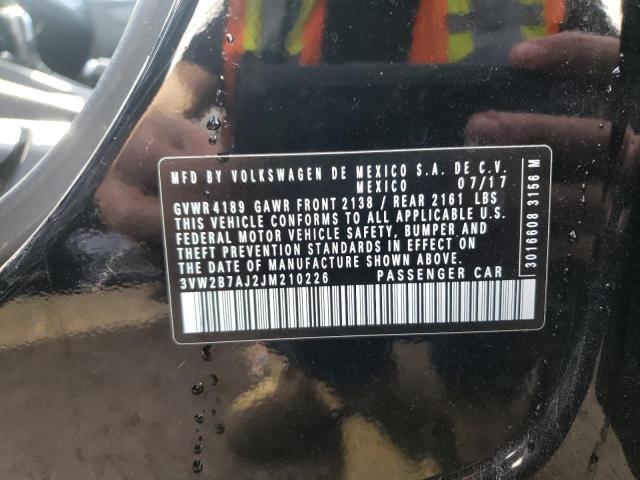 MFD BY VOLKSWAGEN DE MEXICO S.A. DE C.V.
MEXICO 07/17
GVWR 4189 GAWR FRONT 2138 / REAR 2161 LBS
THIS VEHICLE CONFORMS TO ALL APPLICABLE U.S.
FEDERAL MOTOR VEHICLE SAFETY, BUMPER AND
THEFT PREVENTION STANDARDS IN EFFECT ON
THE DATE OF MANUFACTURE SHOWN ABOVE.
3VW2B7AJ2JM210226 PASSENGER CAR
3016608 3156 M